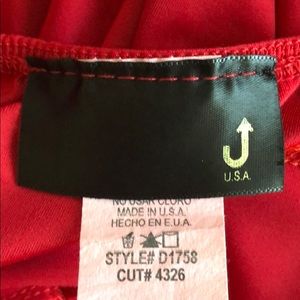 J
U.S.A.
NO USAR CLORO
MADE IN U.S.A.
HECHO EN E.U.A.
STYLE# D1758
CUT# 4326